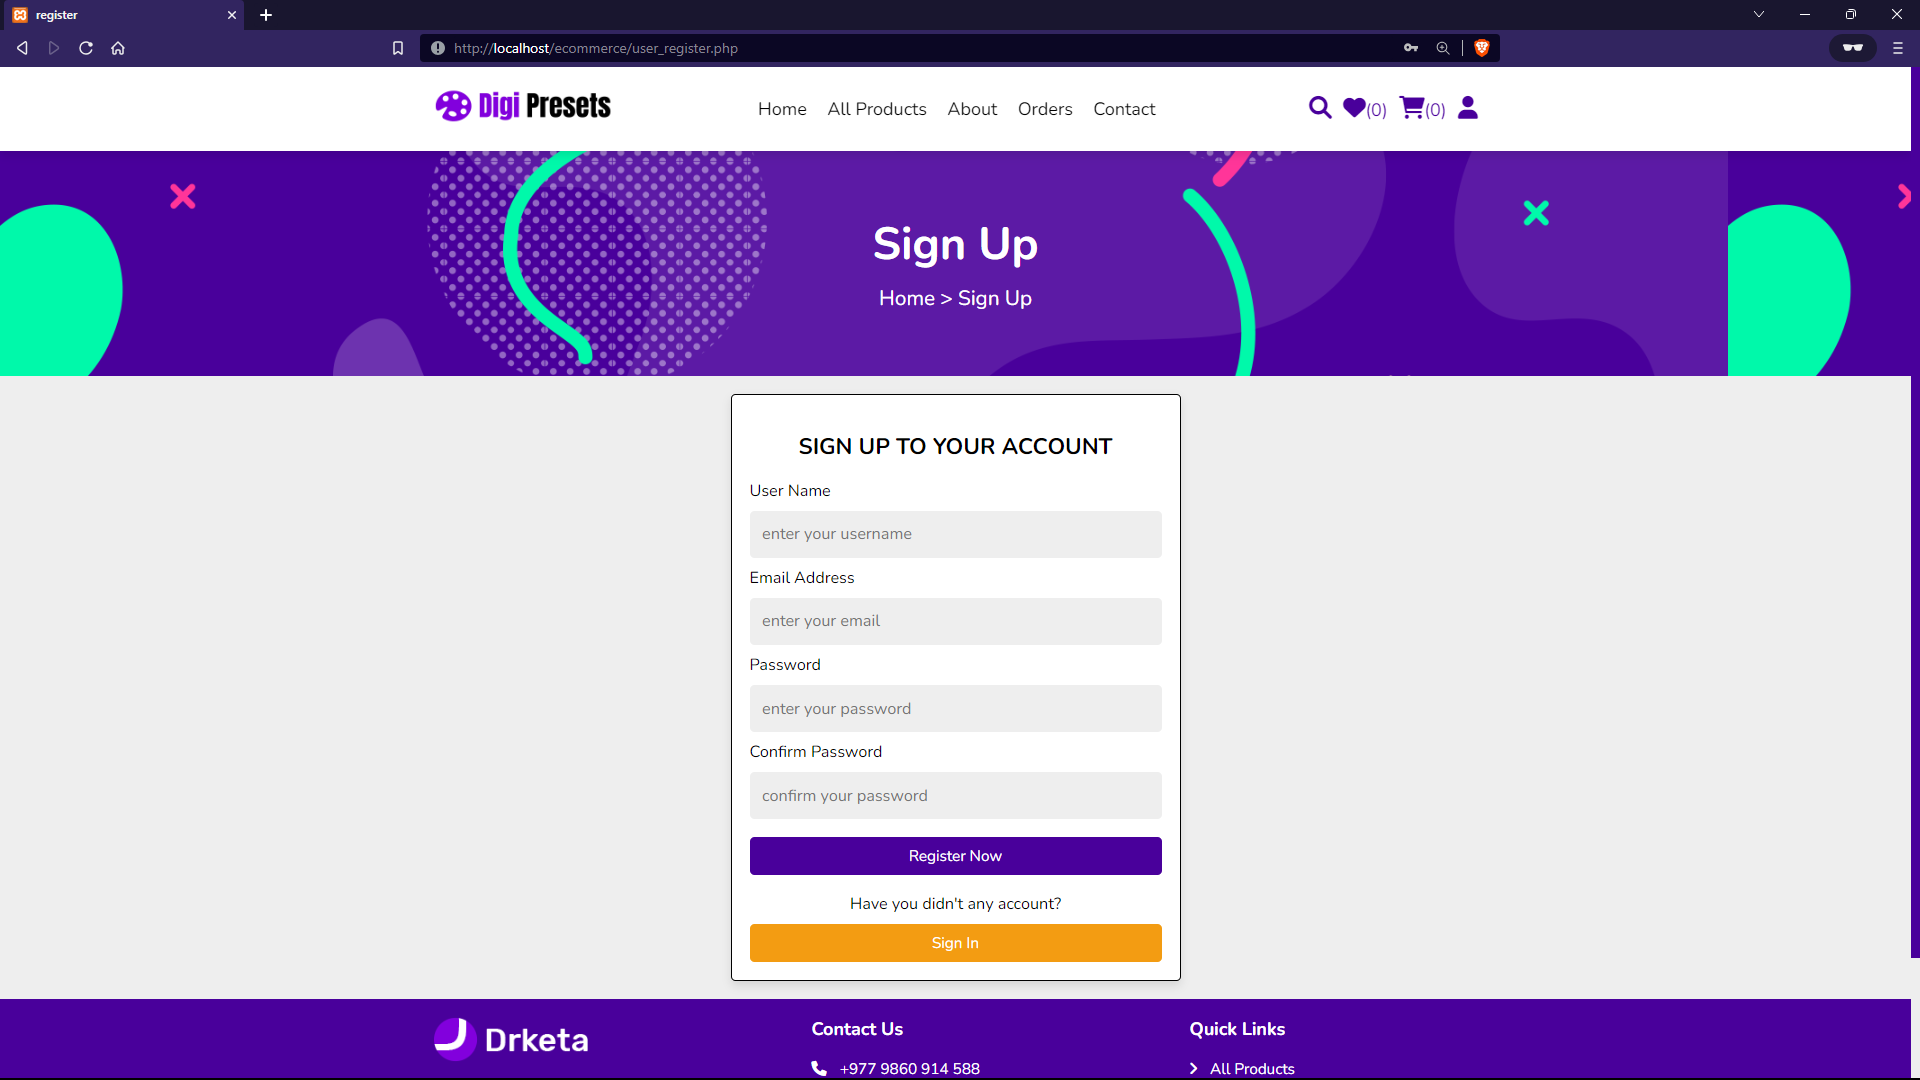 register
http://localhost/ecommerce/user_register.php
Digi Presets
Home All Products About Orders Contact
(0) (0)
Sign Up
Home > Sign Up
SIGN UP TO YOUR ACCOUNT
User Name
enter your username
Email Address
enter your email
Password
enter your password
Confirm Password
confirm your password
Register Now
Have you didn't any account?
Sign In
Drketa
Contact Us
+977 9860 914 588
Quick Links
All Products